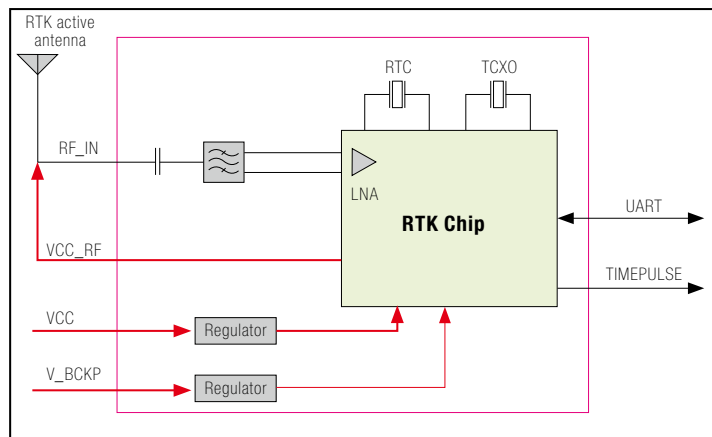 RTK active
antenna
RTC
TCXO
RF_IN
LNA
RTK Chip
UART
VCC_RF
TIMEPULSE
VCC
Regulator
V_BCKP
Regulator